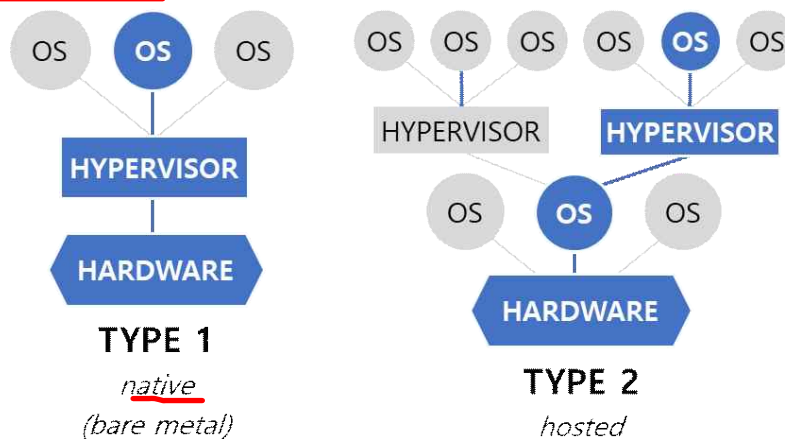 OS OS OS
HYPERVISOR
HARDWARE
TYPE 1
native
(bare metal)
OS OS OS OS OS OS
HYPERVISOR HYPERVISOR
OS OS OS
HARDWARE
TYPE 2
hosted